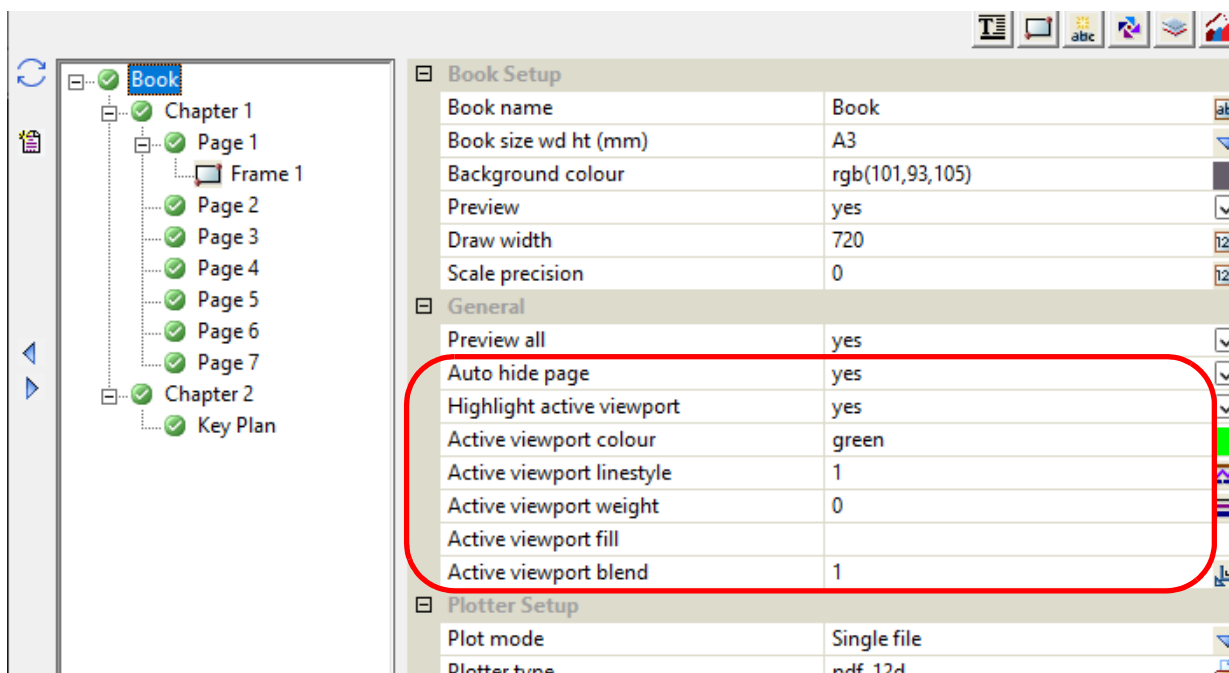 Book
Chapter 1
Page 1
Frame 1
Page 2
Page 3
Page 4
Page 5
Page 6
Page 7
Chapter 2
Key Plan
abc
Book Setup
Book name Book
Book size wd ht (mm) A3
Background colour rgb(101,93,105)
Preview yes
Draw width 720
Scale precision 0
General
Preview all yes
Auto hide page yes
Highlight active viewport yes
Active viewport colour green
Active viewport linestyle 1
Active viewport weight 0
Active viewport fill
Active viewport blend 1
Plotter Setup
Plot mode Single file
Plotter type pdf_12d